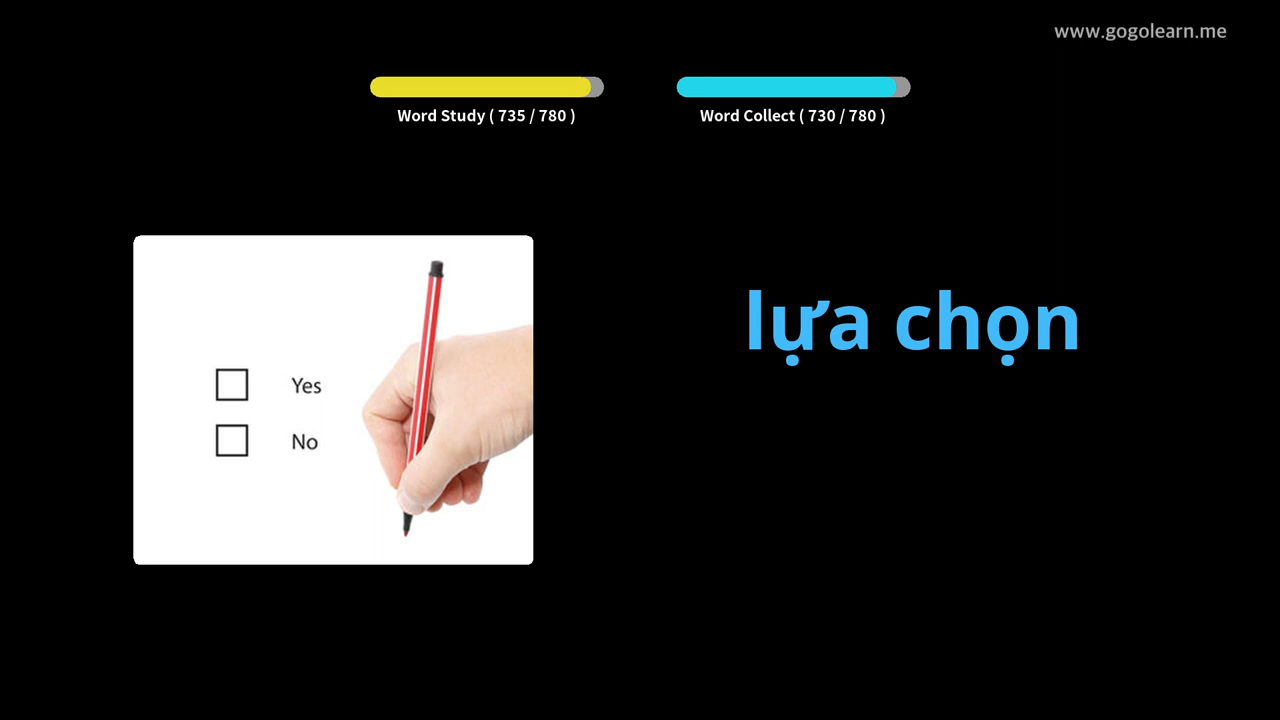 www.gogolearn.me
Word Study ( 735 / 780 )
Word Collect ( 730 / 780 )
lựa chọn
Yes
No